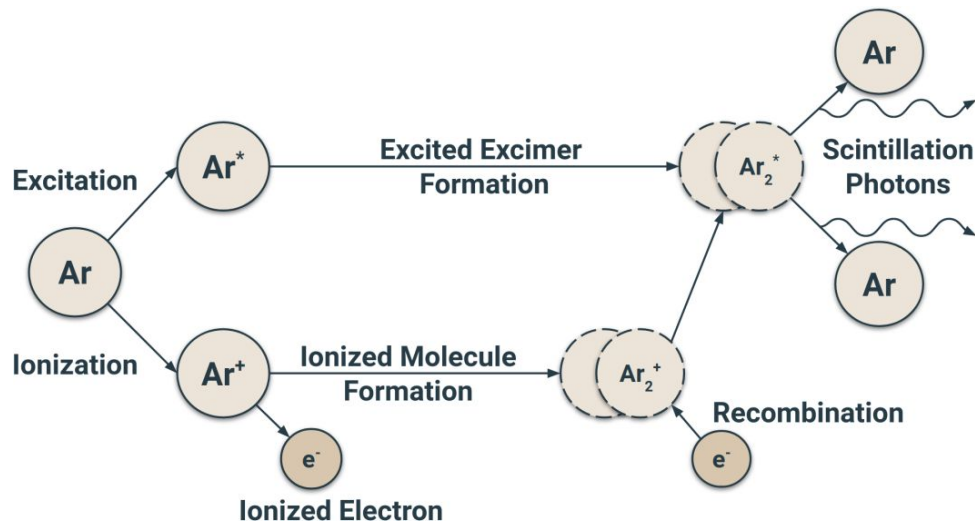 Ar
Excitation
Ar*
Excited Excimer
Formation
Ar₂*
Scintillation
Photons
Ar
Ar
Ionization
Ar⁺
Ionized Molecule
Formation
Ar₂⁺
Recombination
e⁻
e⁻
Ionized Electron